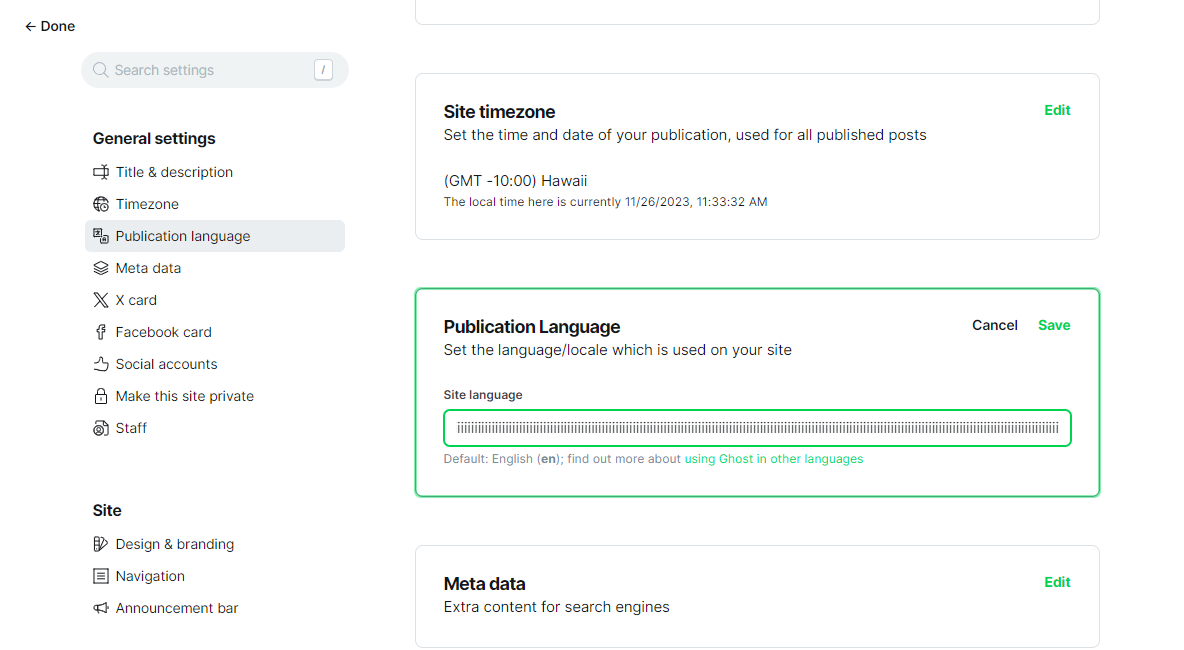 ← Done
Search settings /
General settings
Title & description
Timezone
Publication language
Meta data
X card
Facebook card
Social accounts
Make this site private
Staff
Site
Design & branding
Navigation
Announcement bar
Site timezone
Edit
Set the time and date of your publication, used for all published posts
(GMT -10:00) Hawaii
The local time here is currently 11/26/2023, 11:33:32 AM
Publication Language
Cancel Save
Set the language/locale which is used on your site
Site language
Default: English (en); find out more about using Ghost in other languages
Meta data
Edit
Extra content for search engines